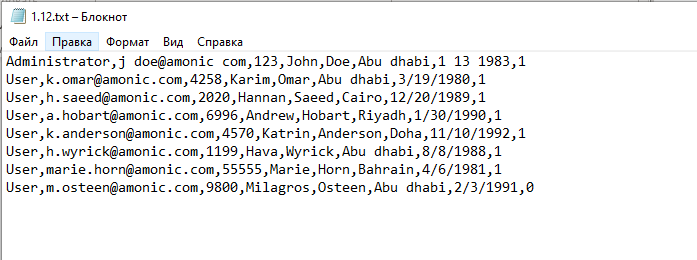 1.12.txt – Блокнот
Файл Правка Формат Вид Справка
Administrator,j doe@amonic com,123,John,Doe,Abu dhabi,1 13 1983,1
User,k.omar@amonic.com,4258,Karim,Omar,Abu dhabi,3/19/1980,1
User,h.saeed@amonic.com,2020,Hannan,Saeed,Cairo,12/20/1989,1
User,a.hobart@amonic.com,6996,Andrew,Hobart,Riyadh,1/30/1990,1
User,k.anderson@amonic.com,4570,Katrin,Anderson,Doha,11/10/1992,1
User,h.wyrick@amonic.com,1199,Hava,Wyrick,Abu dhabi,8/8/1988,1
User,marie.horn@amonic.com,55555,Marie,Horn,Bahrain,4/6/1981,1
User,m.osteen@amonic.com,9800,Milagros,Osteen,Abu dhabi,2/3/1991,0